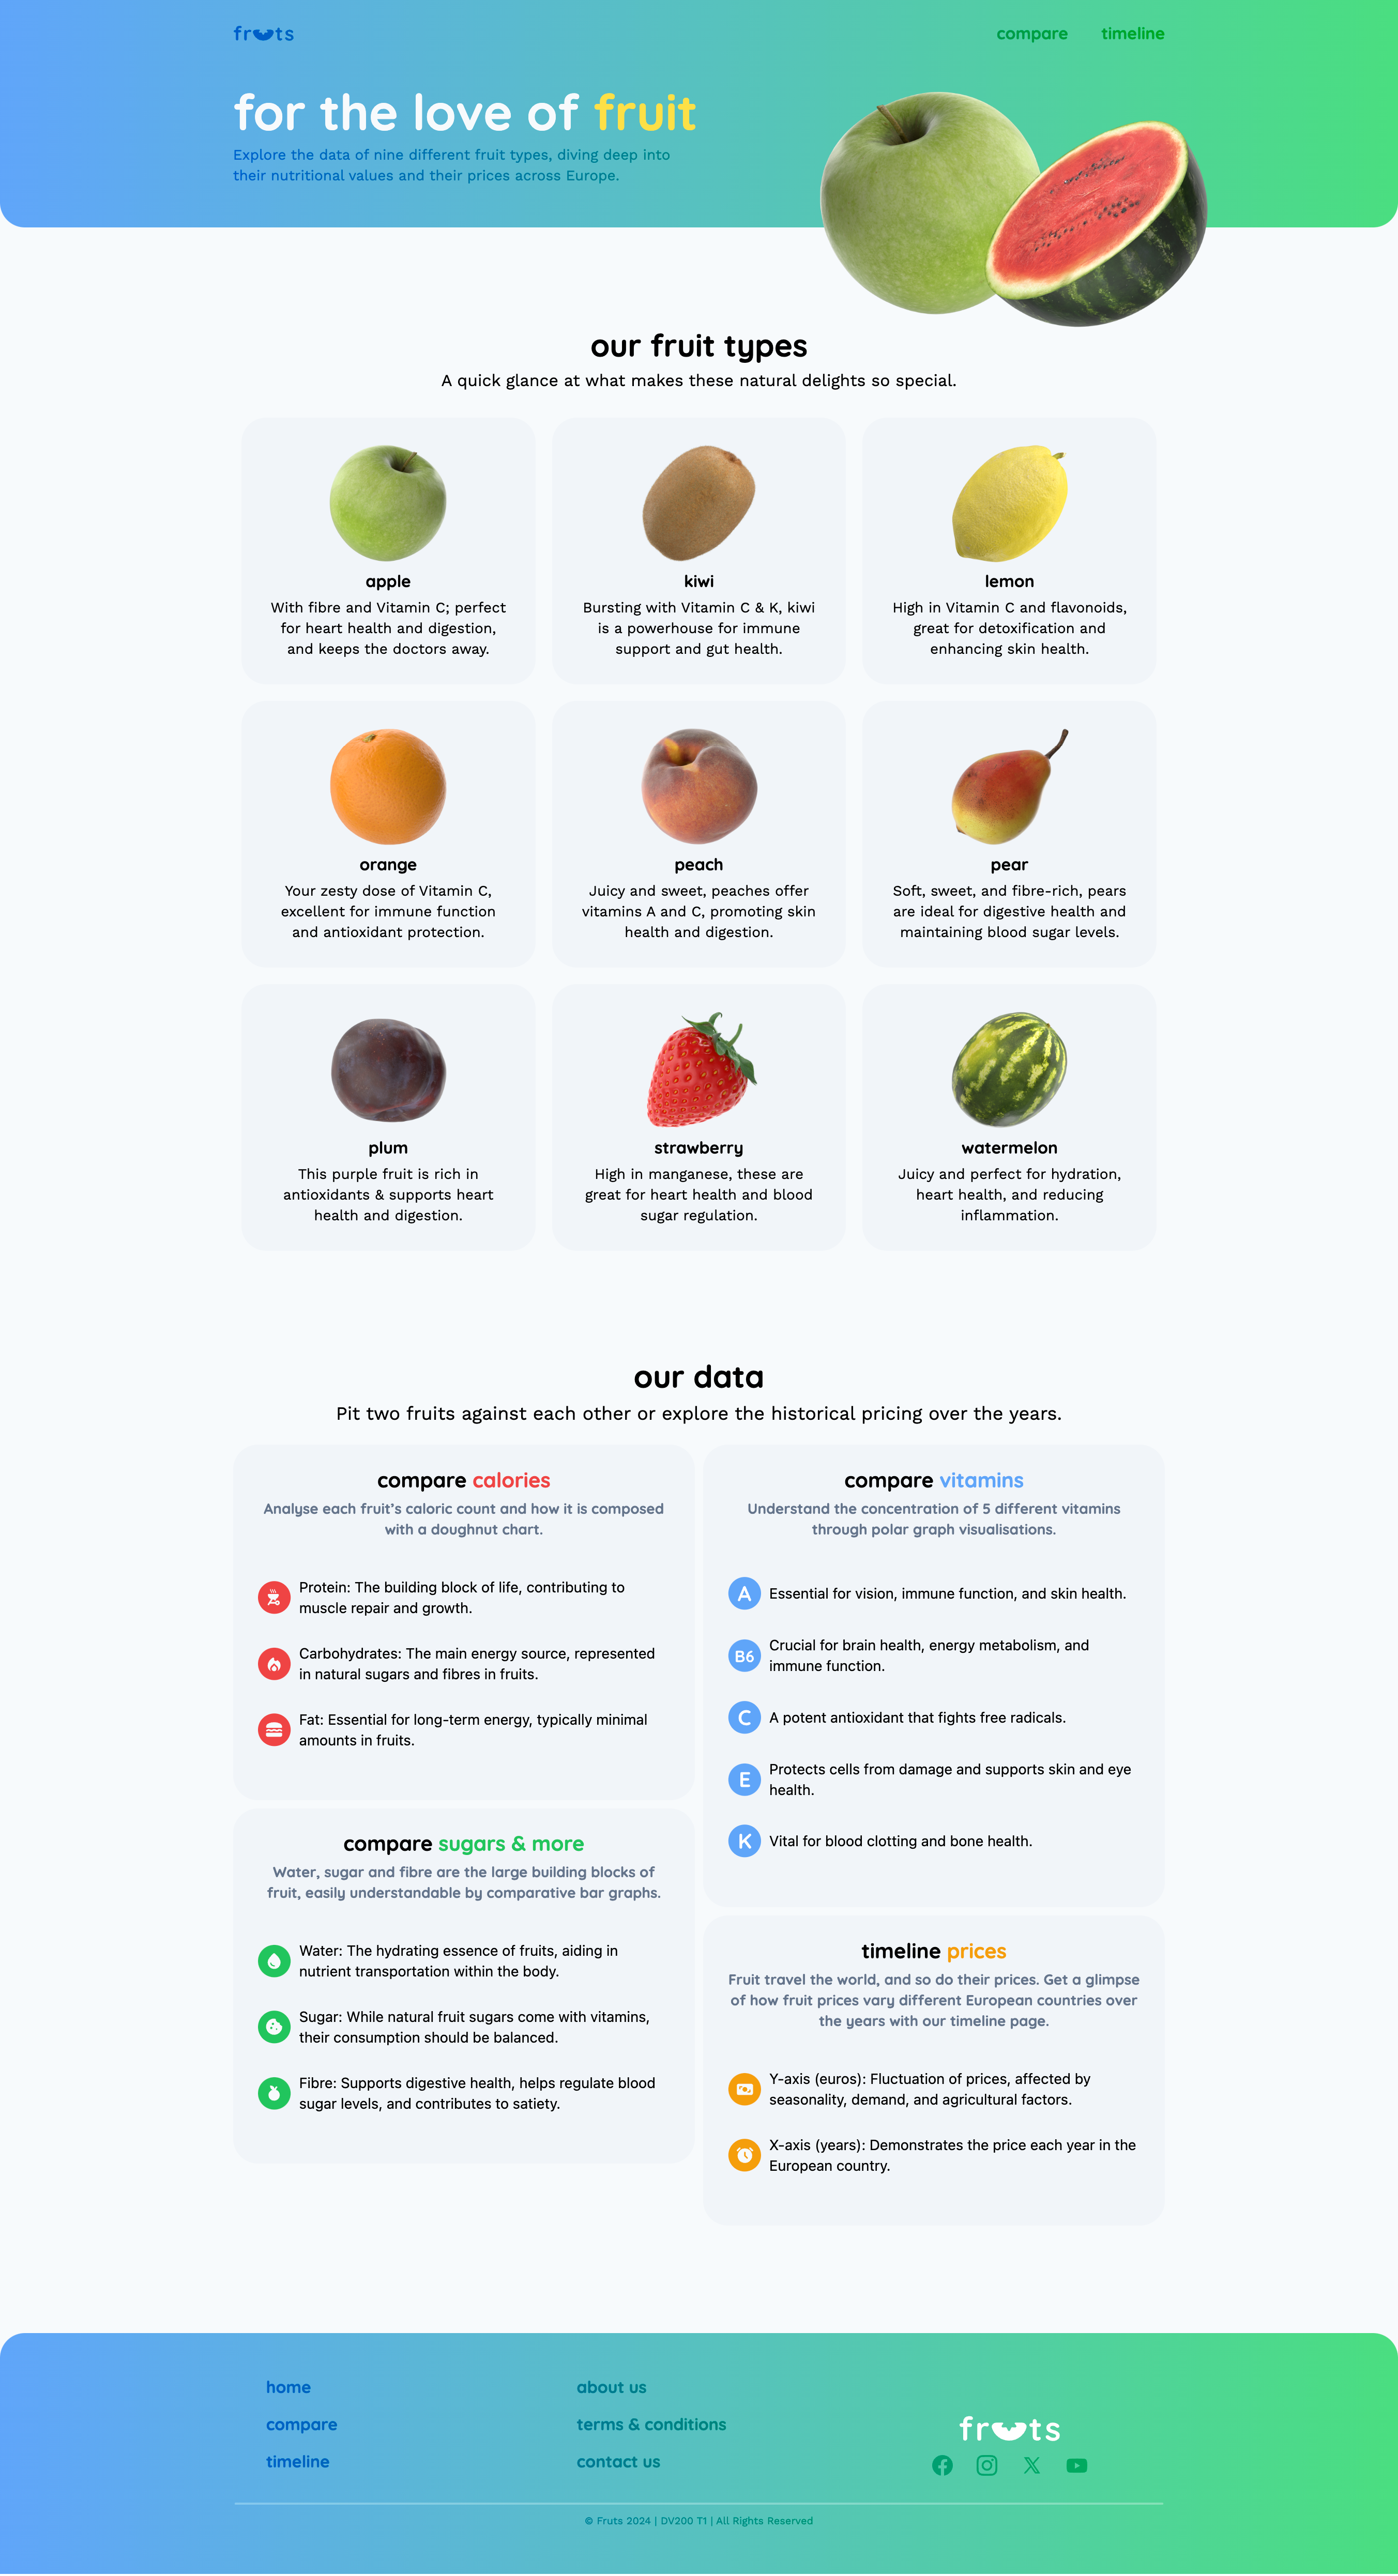 fruts
compare
timeline
for the love of fruit
Explore the data of nine different fruit types, diving deep into
their nutritional values and their prices across Europe.
our fruit types
A quick glance at what makes these natural delights so special.
apple
With fibre and Vitamin C; perfect
for heart health and digestion,
and keeps the doctors away.
kiwi
Bursting with Vitamin C & K, kiwi
is a powerhouse for immune
support and gut health.
lemon
High in Vitamin C and flavonoids,
great for detoxification and
enhancing skin health.
orange
Your zesty dose of Vitamin C,
excellent for immune function
and antioxidant protection.
peach
Juicy and sweet, peaches offer
vitamins A and C, promoting skin
health and digestion.
pear
Soft, sweet, and fibre-rich, pears
are ideal for digestive health and
maintaining blood sugar levels.
plum
This purple fruit is rich in
antioxidants & supports heart
health and digestion.
strawberry
High in manganese, these are
great for heart health and blood
sugar regulation.
watermelon
Juicy and perfect for hydration,
heart health, and reducing
inflammation.
our data
Pit two fruits against each other or explore the historical pricing over the years.
compare calories
Analyse each fruit's caloric count and how it is composed
with a doughnut chart.
Protein: The building block of life, contributing to
muscle repair and growth.
Carbohydrates: The main energy source, represented
in natural sugars and fibres in fruits.
Fat: Essential for long-term energy, typically minimal
amounts in fruits.
compare sugars & more
Water, sugar and fibre are the large building blocks of
fruit, easily understandable by comparative bar graphs.
Water: The hydrating essence of fruits, aiding in
nutrient transportation within the body.
Sugar: While natural fruit sugars come with vitamins,
their consumption should be balanced.
Fibre: Supports digestive health, helps regulate blood
sugar levels, and contributes to satiety.
compare vitamins
Understand the concentration of 5 different vitamins
through polar graph visualisations.
A
Essential for vision, immune function, and skin health.
B6
Crucial for brain health, energy metabolism, and
immune function.
C
A potent antioxidant that fights free radicals.
E
Protects cells from damage and supports skin and eye
health.
K
Vital for blood clotting and bone health.
timeline prices
Fruit travel the world, and so do their prices. Get a glimpse
of how fruit prices vary different European countries over
the years with our timeline page.
Y-axis (euros): Fluctuation of prices, affected by
seasonality, demand, and agricultural factors.
X-axis (years): Demonstrates the price each year in the
European country.
home
compare
timeline
about us
terms & conditions
contact us
fruts
© Fruts 2024 | DV200 T1 | All Rights Reserved